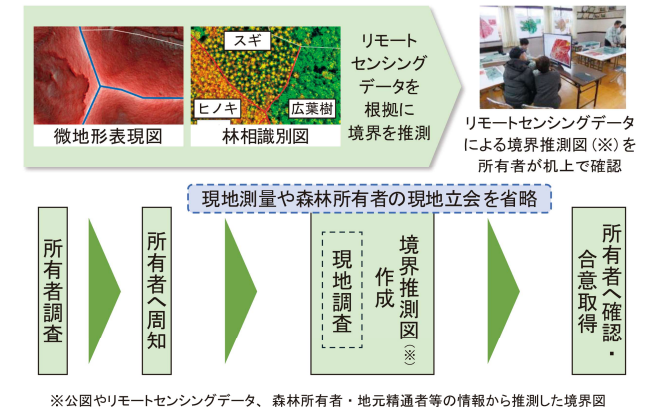 スギ
ヒノキ
広葉樹
微地形表現図
林相識別図
リモート
センシング
データを
根拠に
境界を推測
リモートセンシングデータ
による境界推測図(※)を
所有者が机上で確認
現地測量や森林所有者の現地立会を省略
所有者調査
所有者へ周知
境界推測図(※)
作成
現地調査
所有者へ確認・
合意取得
※公図やリモートセンシングデータ、森林所有者・地元精通者等の情報から推測した境界図